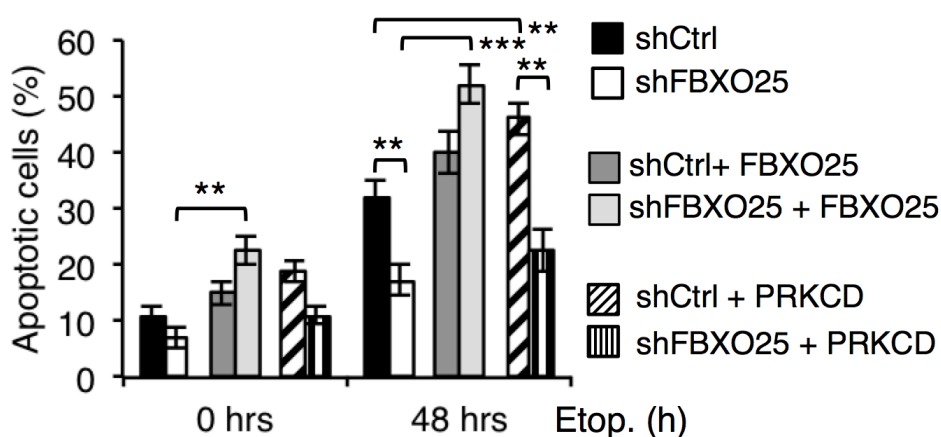 Apoptotic cells (%)
60
50
40
30
20
10
0
**
**
**
***
**
0 hrs
48 hrs
Etop. (h)
shCtrl
shFBXO25
shCtrl+ FBXO25
shFBXO25 + FBXO25
shCtrl + PRKCD
shFBXO25 + PRKCD